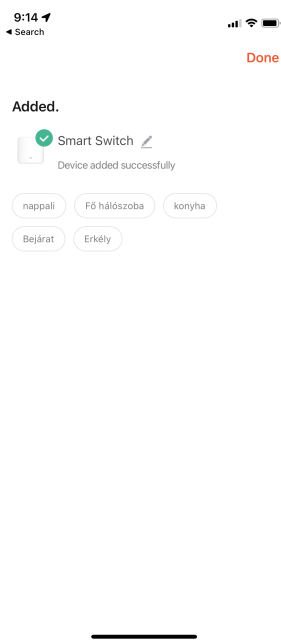 9:14
Search
Done
Added.
Smart Switch
Device added successfully
nappali Fő hálószoba konyha
Bejárat Erkély